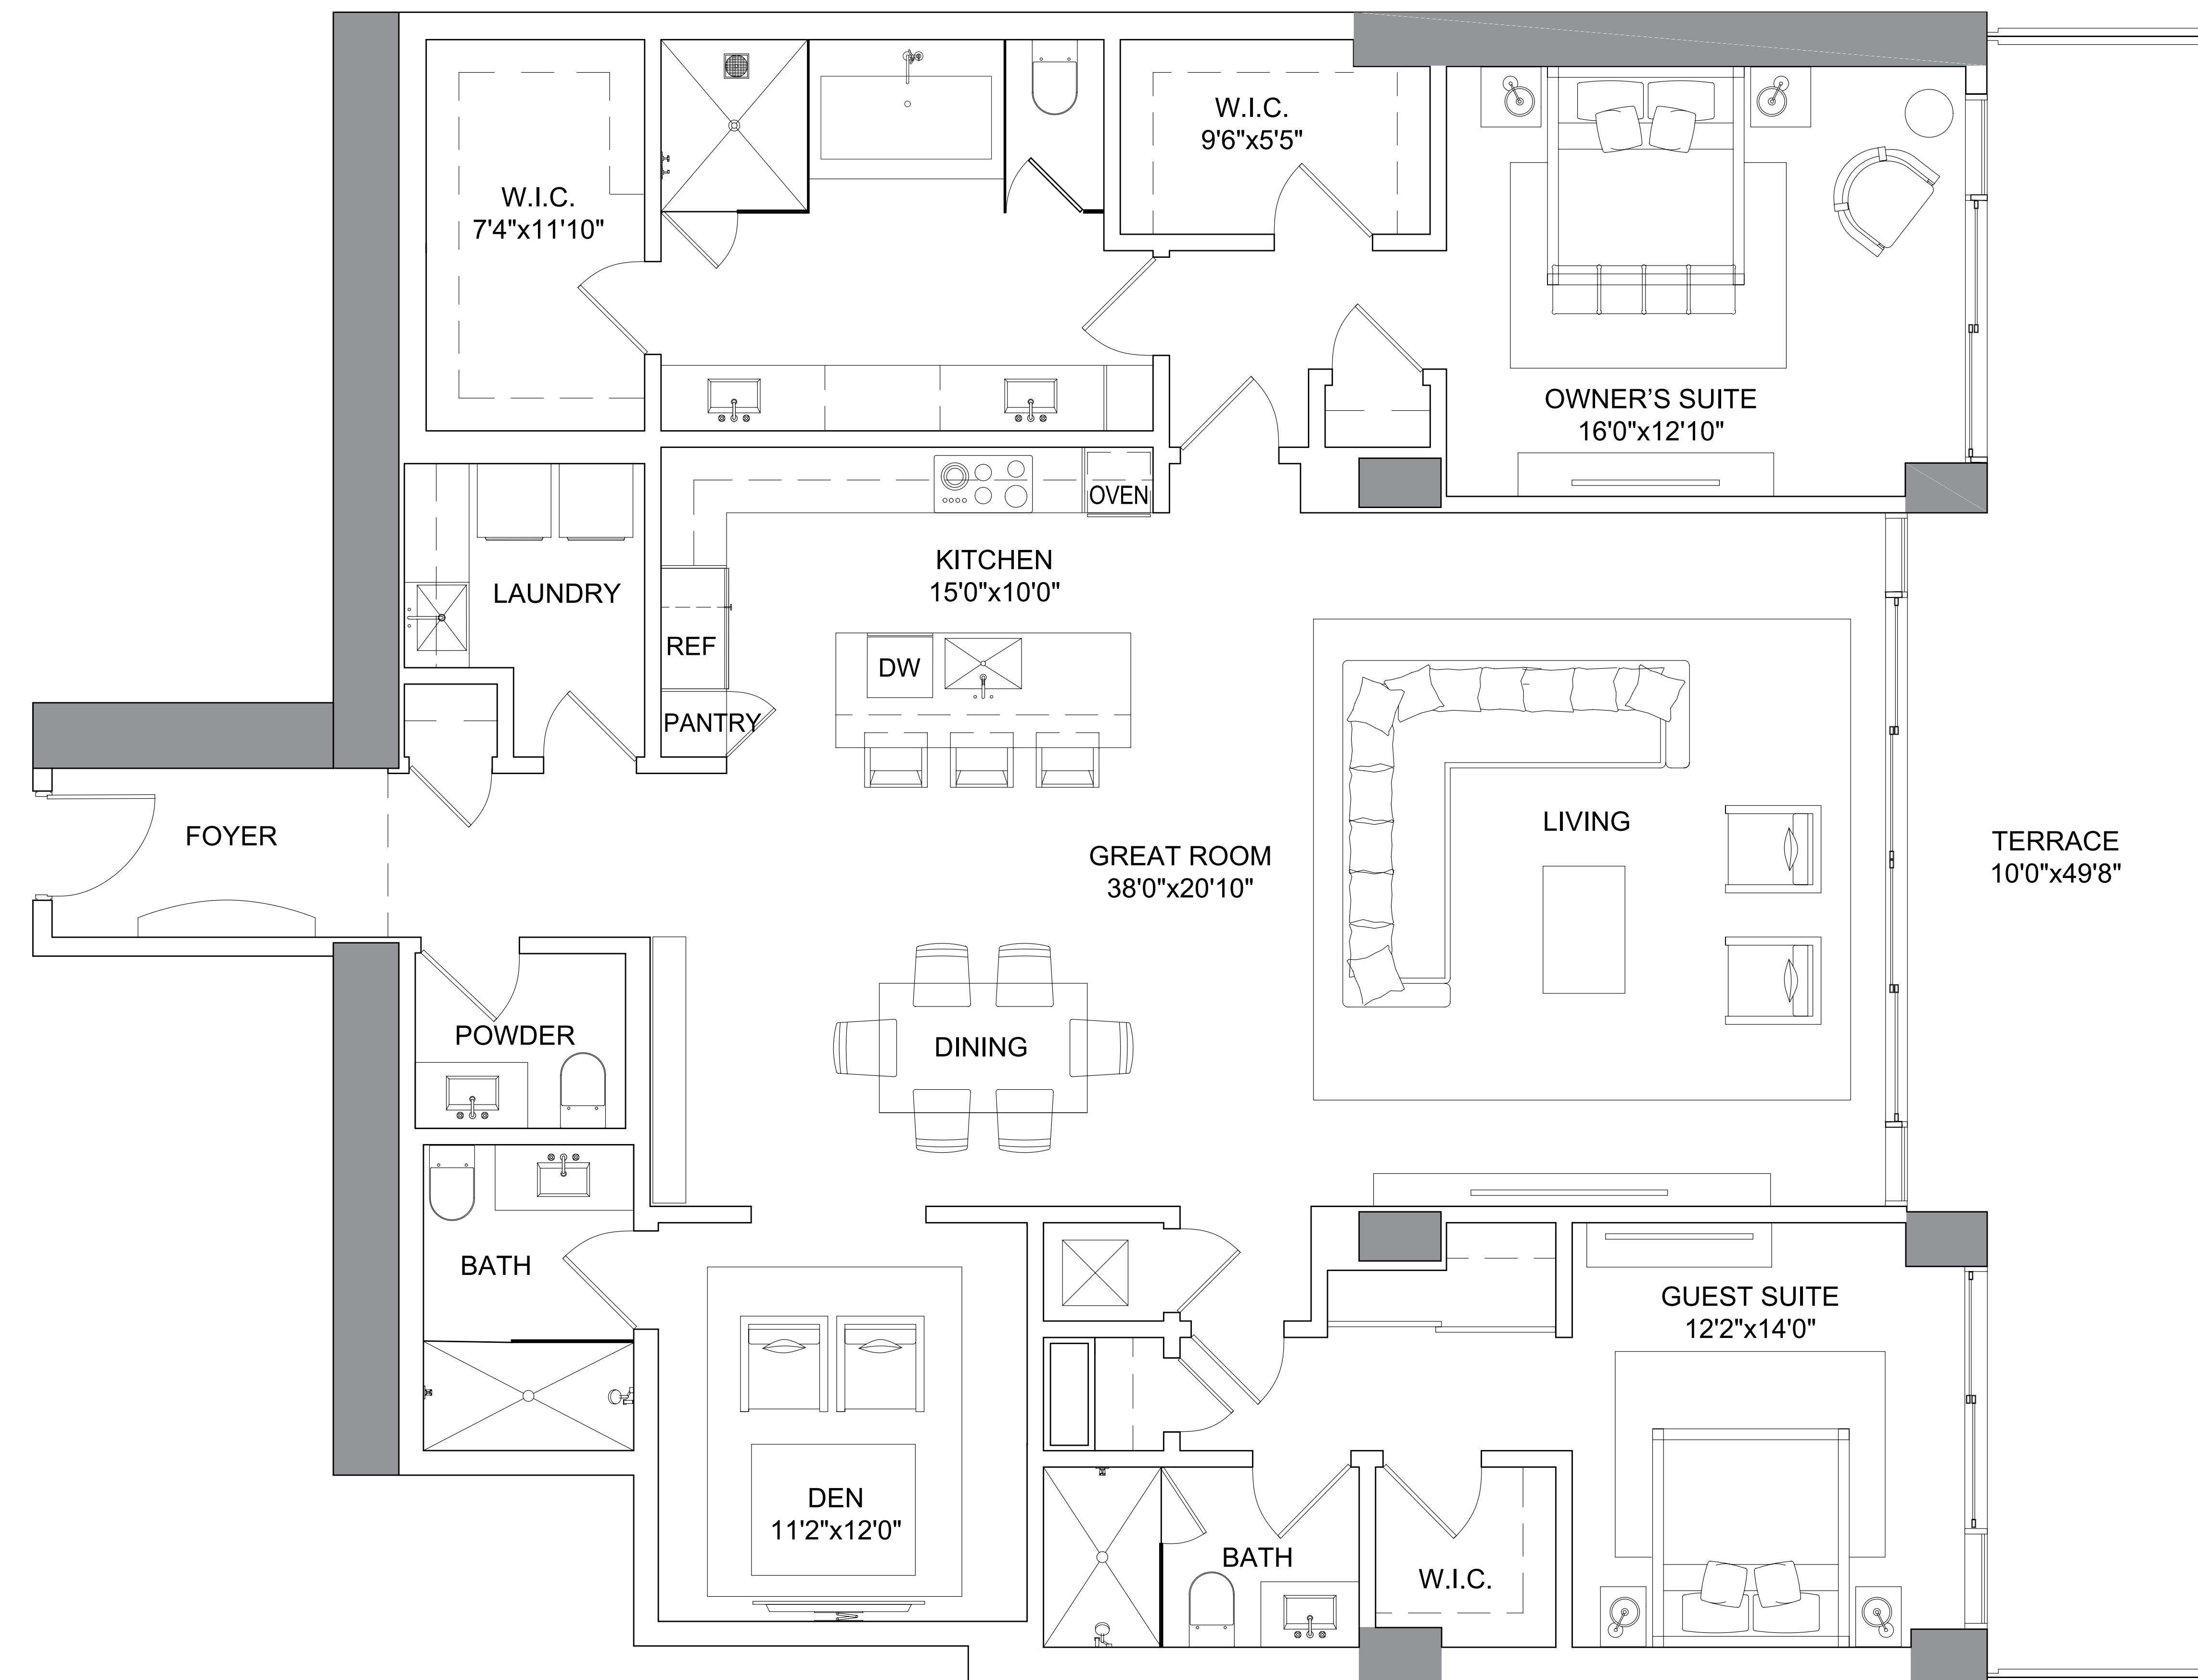 W.I.C.
9'6"x5'5"
W.I.C.
7'4"x11'10"
OWNER’S SUITE
16'0"x12'10"
OVEN
KITCHEN
15'0"x10'0"
LAUNDRY
REF
DW
PANTRY
FOYER
LIVING
GREAT ROOM
38'0"x20'10"
TERRACE
10'0"x49'8"
POWDER
DINING
BATH
GUEST SUITE
12'2"x14'0"
DEN
11'2"x12'0"
BATH
W.I.C.